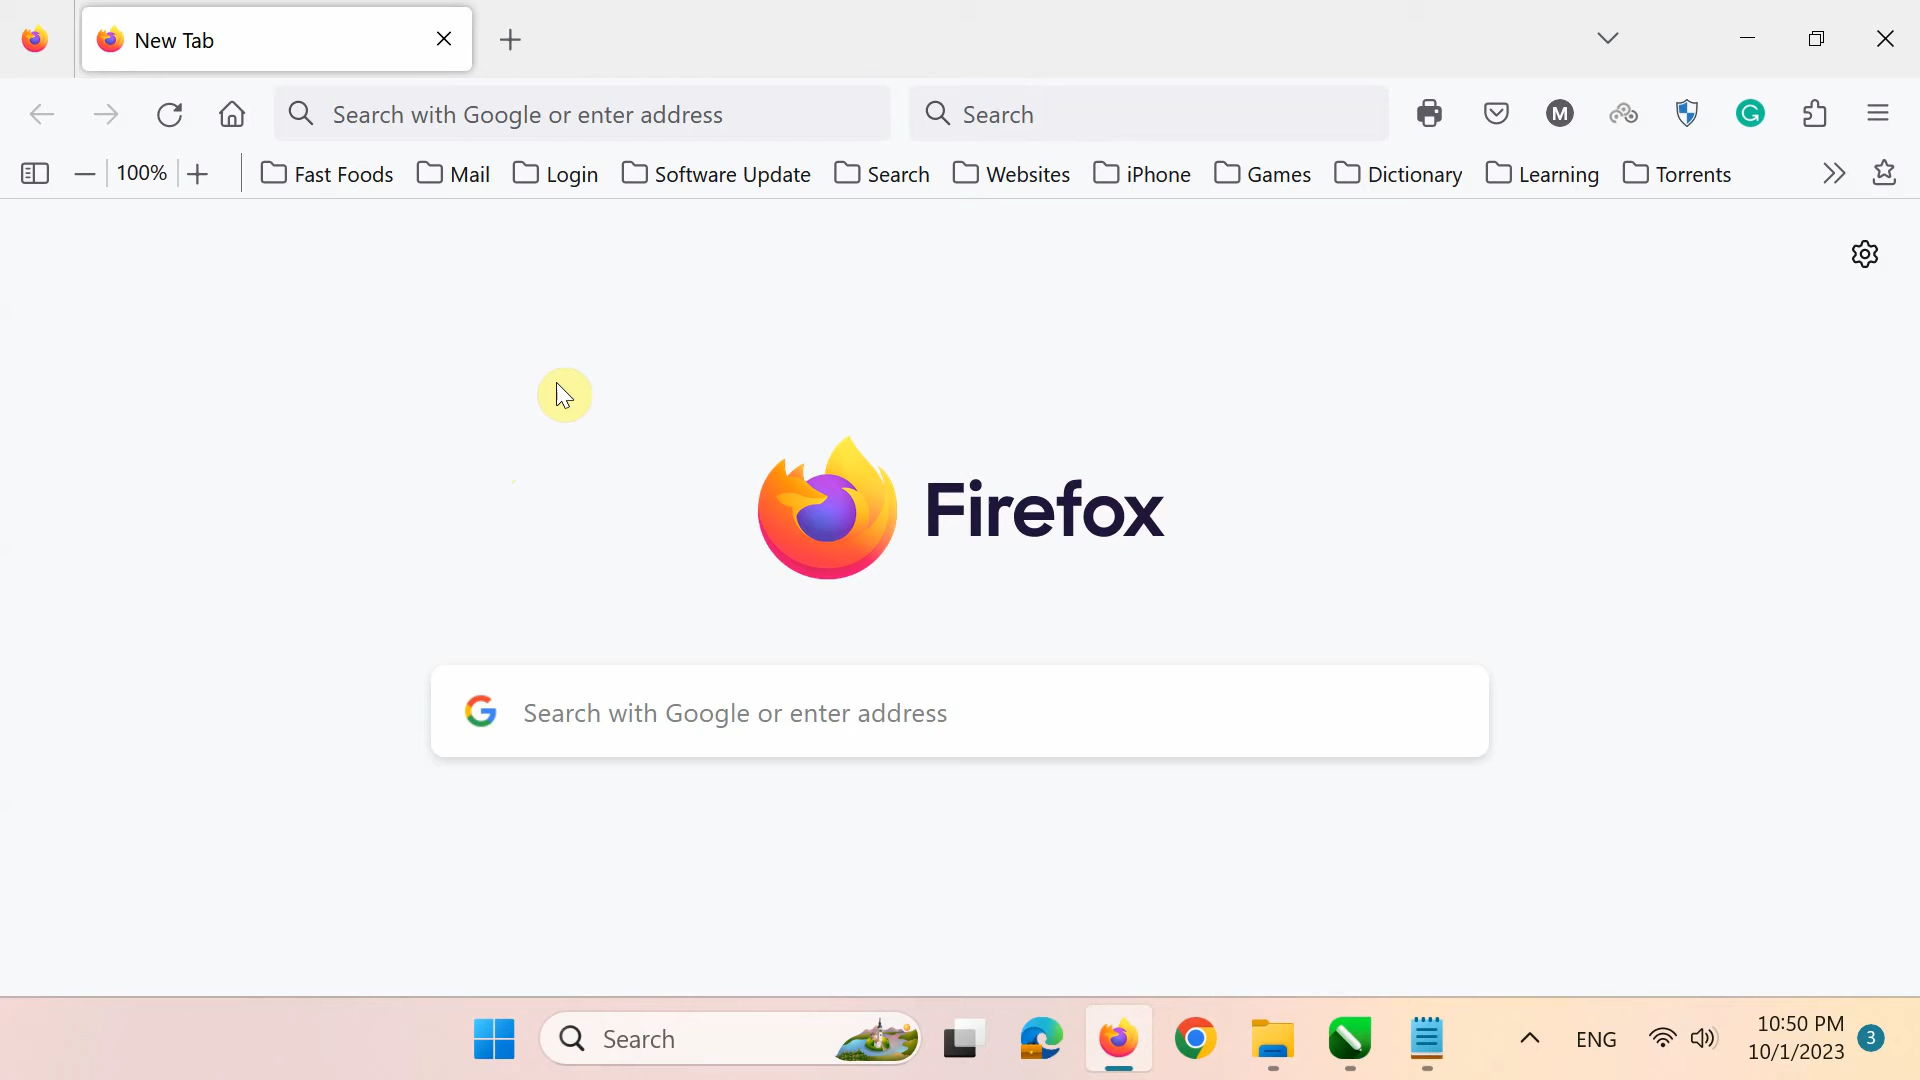 New Tab
Search with Google or enter address
Search
M
G
100%
Fast Foods
Mail
Login
Software Update
Search
Websites
iPhone
Games
Dictionary
Learning
Torrents
Firefox
G
Search with Google or enter address
Search
ENG
10:50 PM
10/1/2023
3